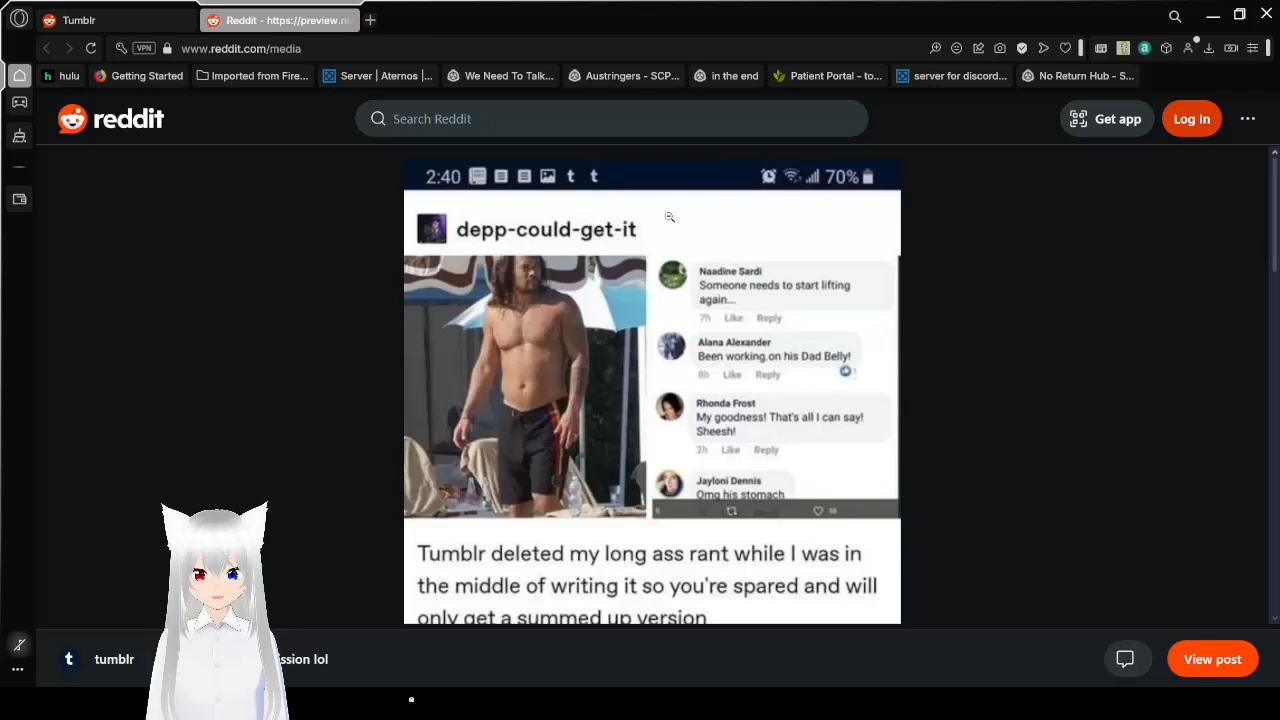 Tumblr
Reddit - https://preview.re
VPN
www.reddit.com/media
hulu
Getting Started
Imported from Fire...
Server | Aternos |...
We Need To Talk...
Austringers - SCP...
in the end
Patient Portal - to...
server for discord...
No Return Hub - S...
reddit
Search Reddit
Get app
Log In
2:40
70%
depp-could-get-it
Naadine Sardi
Someone needs to start lifting
again...
7h Like Reply
Alana Alexander
Been working.on his Dad Belly!
8h Like Reply
1
Rhonda Frost
My goodness! That's all I can say!
Sheesh!
2h Like Reply
Jayloni Dennis
Omg his stomach
Tumblr deleted my long ass rant while I was in
the middle of writing it so you're spared and will
only get a summed up version
tumblr
ssion lol
View post